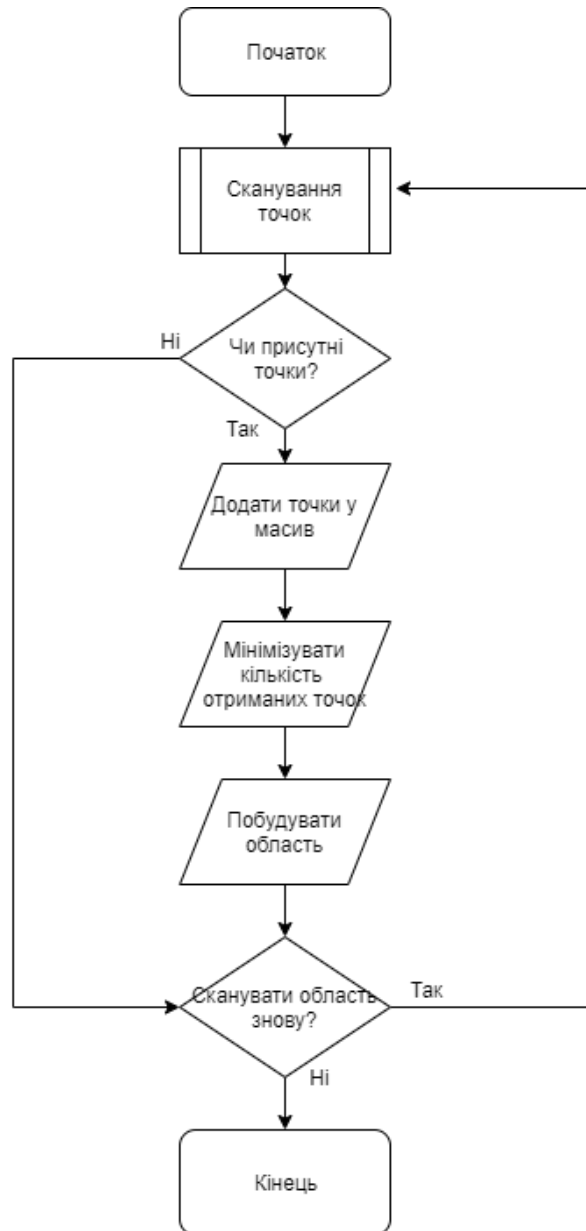 Початок
Сканування
точок
Ні
Чи присутні
точки?
Так
Додати точки у
масив
Мінімізувати
кількість
отриманих точок
Побудувати
область
Сканувати область
знову?
Так
Ні
Кінець